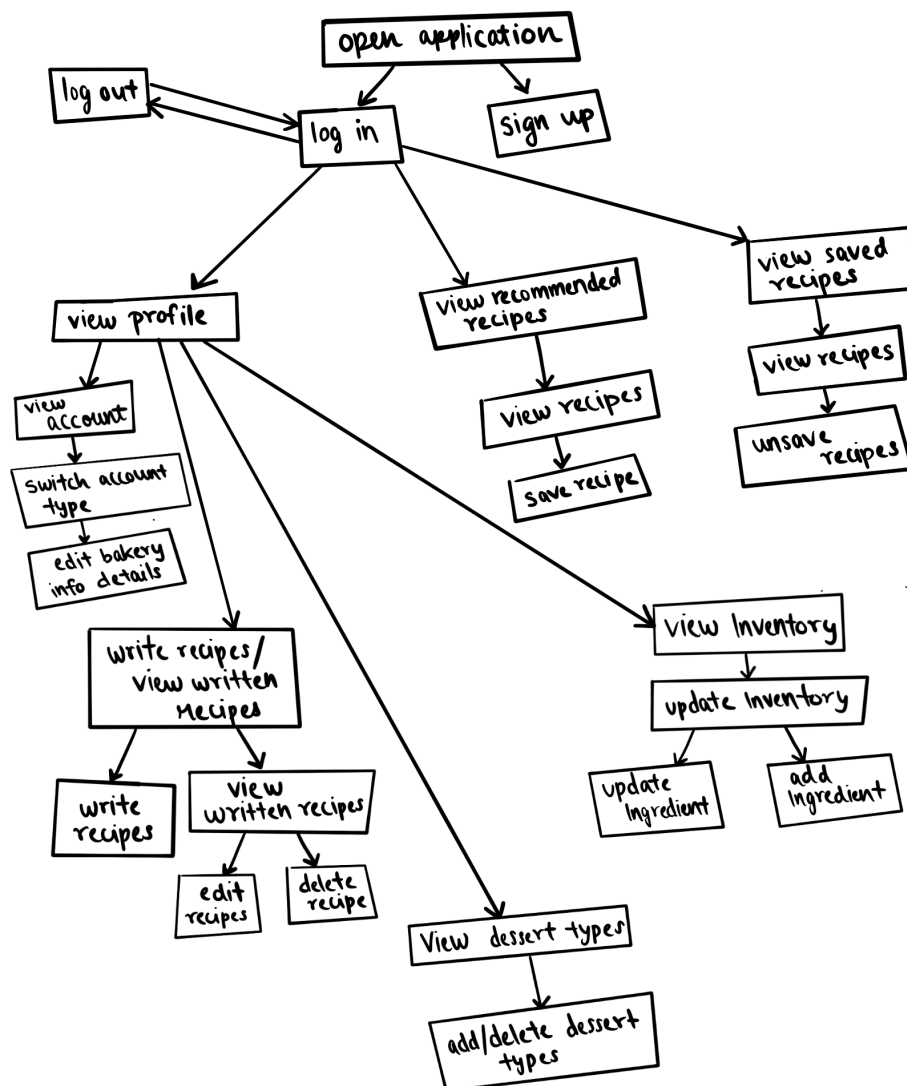 open application
log out
log in
sign up
view saved
recipes
view profile
view recommended
recipes
view recipes
view
account
view recipes
unsave
recipes
switch account
type
save recipe
edit bakery
info details
write recipes/
view written
recipes
view Inventory
update Inventory
write
recipes
view
written recipes
update
Ingredient
add
ingredient
edit
recipes
delete
recipe
View dessert types
add/delete dessert
types